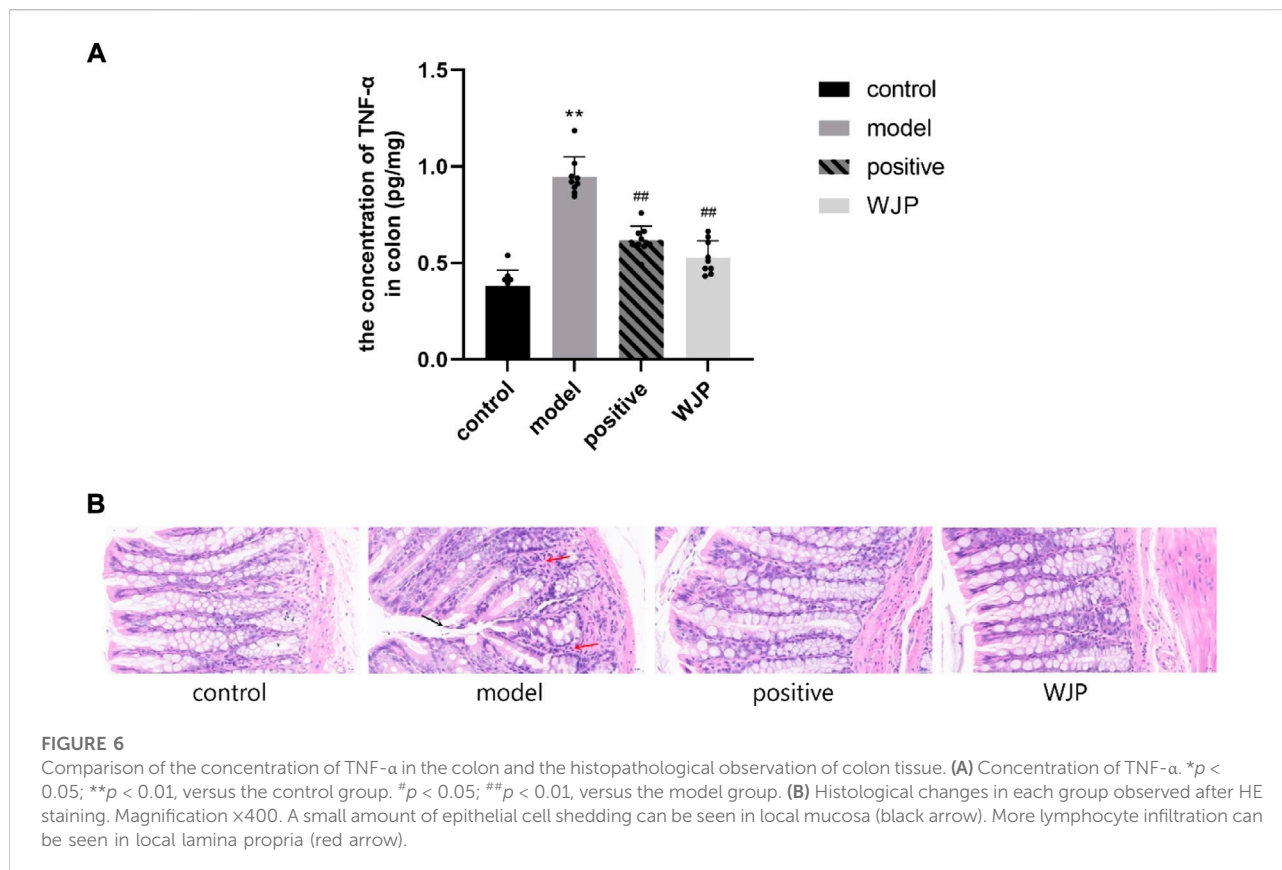 A
the concentration of TNF-α
in colon (pg/mg)
1.5
1.0
0.5
0.0
**
##
##
control
model
positive
WJP
control
model
positive
WJP
B
control
model
positive
WJP
FIGURE 6
Comparison of the concentration of TNF-α in the colon and the histopathological observation of colon tissue. (A) Concentration of TNF-α. *p <
0.05; **p < 0.01, versus the control group. #p < 0.05; ##p < 0.01, versus the model group. (B) Histological changes in each group observed after HE
staining. Magnification ×400. A small amount of epithelial cell shedding can be seen in local mucosa (black arrow). More lymphocyte infiltration can
be seen in local lamina propria (red arrow).